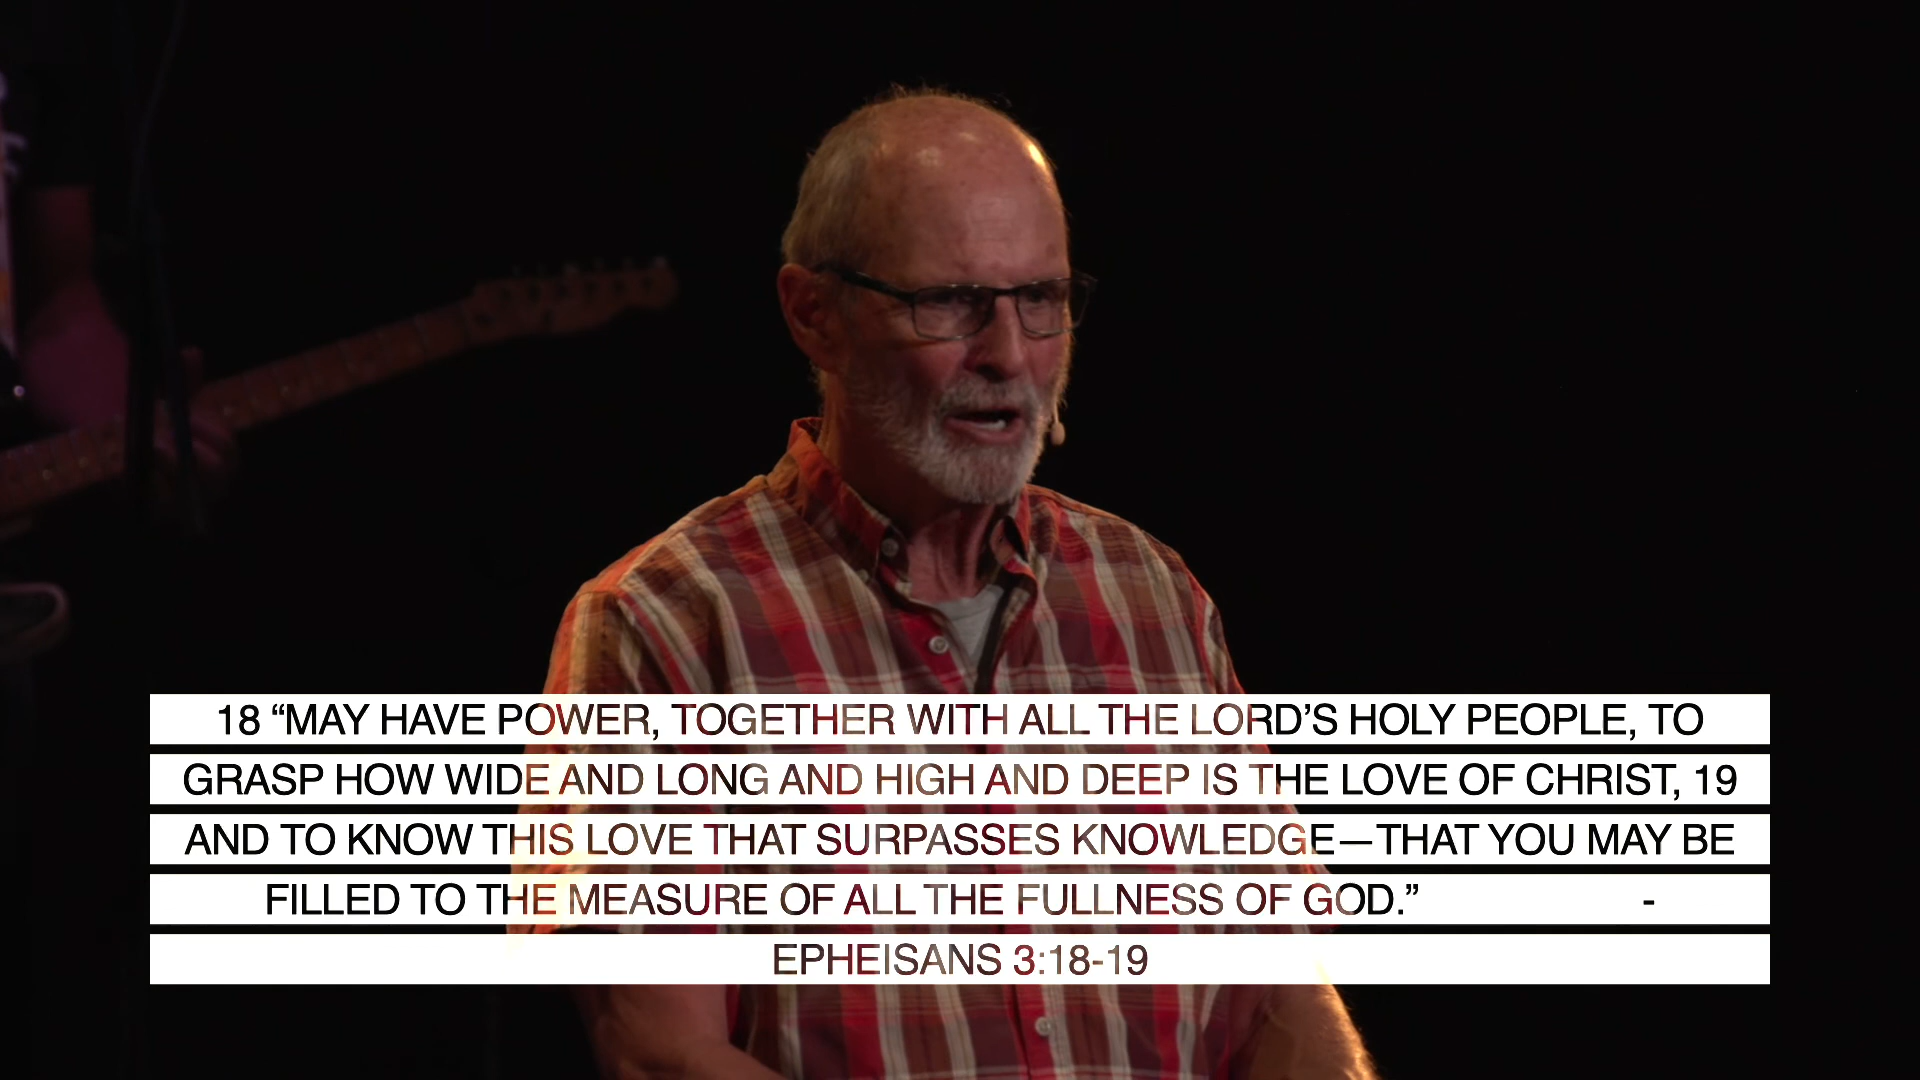 18 “MAY HAVE POWER, TOGETHER WITH ALL THE LORD’S HOLY PEOPLE, TO
GRASP HOW WIDE AND LONG AND HIGH AND DEEP IS THE LOVE OF CHRIST, 19
AND TO KNOW THIS LOVE THAT SURPASSES KNOWLEDGE—THAT YOU MAY BE
FILLED TO THE MEASURE OF ALL THE FULLNESS OF GOD.” -
EPHEISANS 3:18-19